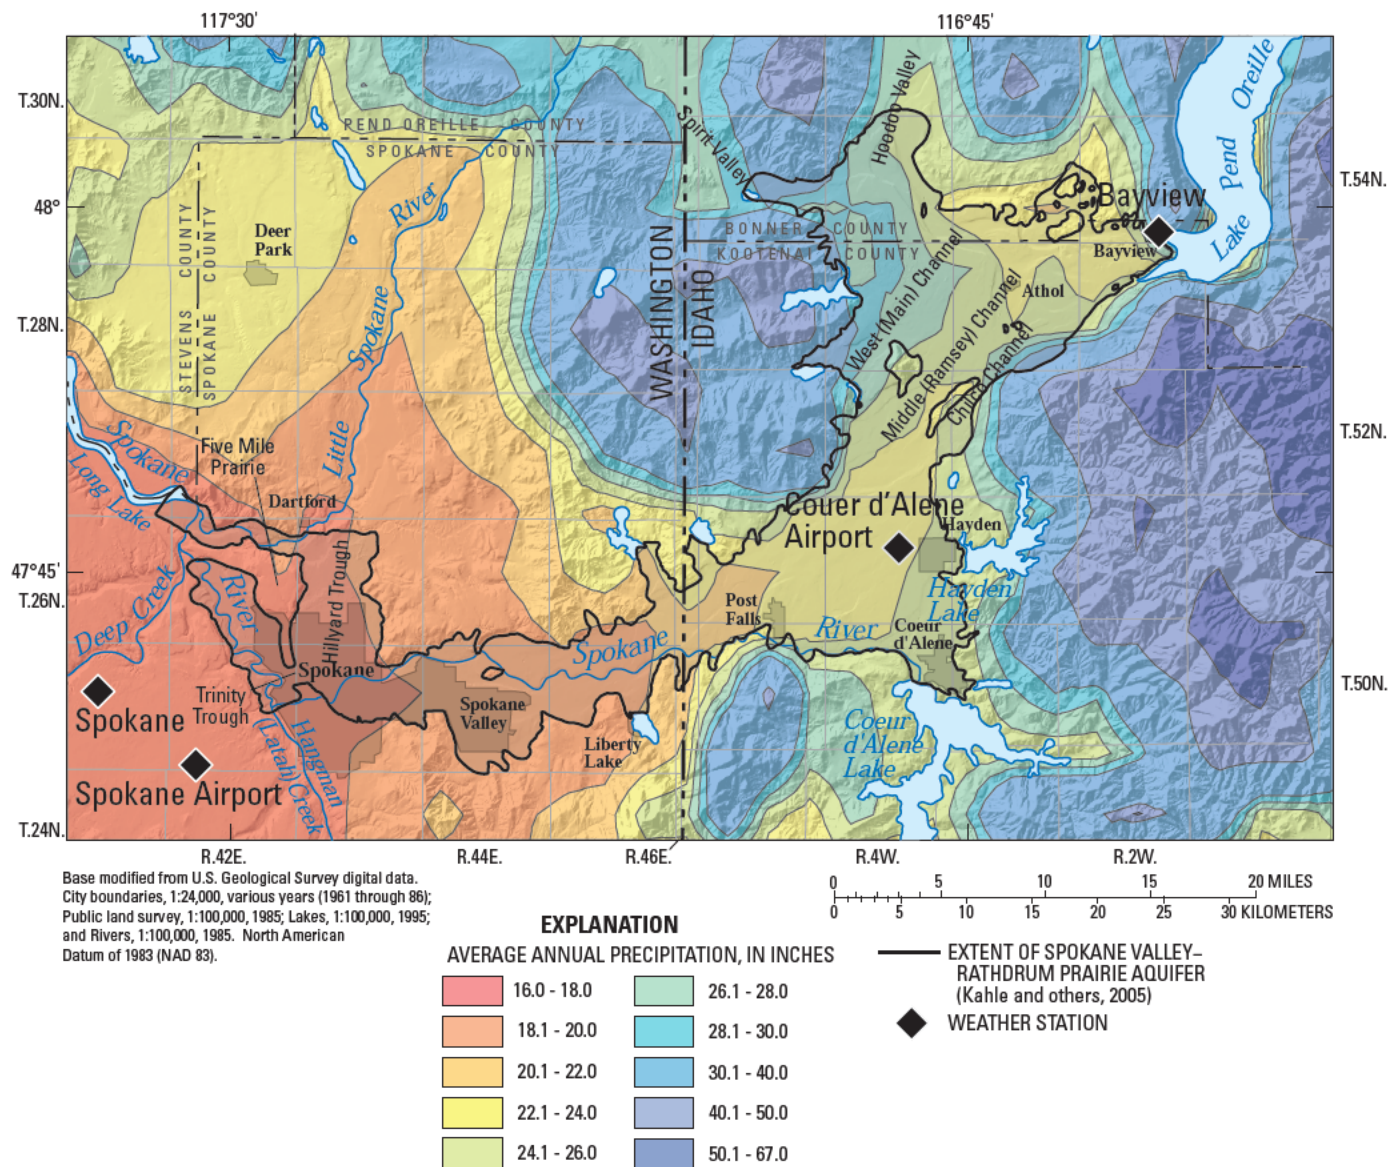 117°30'
116°45'
T.30N.
48°
T.28N.
47°45'
T.26N.
T.24N.
T.54N.
T.52N.
T.50N.
R.42E.
R.44E.
R.46E.
R.4W.
R.2W.
PEND OREILLE COUNTY
SPOKANE COUNTY
STEVENS COUNTY
SPOKANE COUNTY
WASHINGTON
IDAHO
BONNER COUNTY
KOOTENAI COUNTY
Spirit Valley
Hoodoo Valley
Lake Pend Oreille
Bayview
Bayview
Deer
Park
Little Spokane River
Athol
West (Main) Channel
Middle (Ramsey) Channel
Chilco Channel
Spokane
Long Lake
Five Mile
Prairie
Dartford
Hillyard Trough
River
Deep Creek
Couer d'Alene
Airport
Hayden
Hayden
Lake
Post
Falls
Spokane River
Coeur
d'Alene
Spokane
Trinity
Trough
Spokane
Valley
Liberty
Lake
Coeur
d'Alene
Lake
Hangman
(Latah) Creek
Spokane
Spokane Airport
Base modified from U.S. Geological Survey digital data.
City boundaries, 1:24,000, various years (1961 through 86);
Public land survey, 1:100,000, 1985; Lakes, 1:100,000, 1995;
and Rivers, 1:100,000, 1985. North American
Datum of 1983 (NAD 83).
0 5 10 15 20 MILES
0 5 10 15 20 25 30 KILOMETERS
EXPLANATION
AVERAGE ANNUAL PRECIPITATION, IN INCHES
16.0 - 18.0
18.1 - 20.0
20.1 - 22.0
22.1 - 24.0
24.1 - 26.0
26.1 - 28.0
28.1 - 30.0
30.1 - 40.0
40.1 - 50.0
50.1 - 67.0
EXTENT OF SPOKANE VALLEY–
RATHDRUM PRAIRIE AQUIFER
(Kahle and others, 2005)
WEATHER STATION